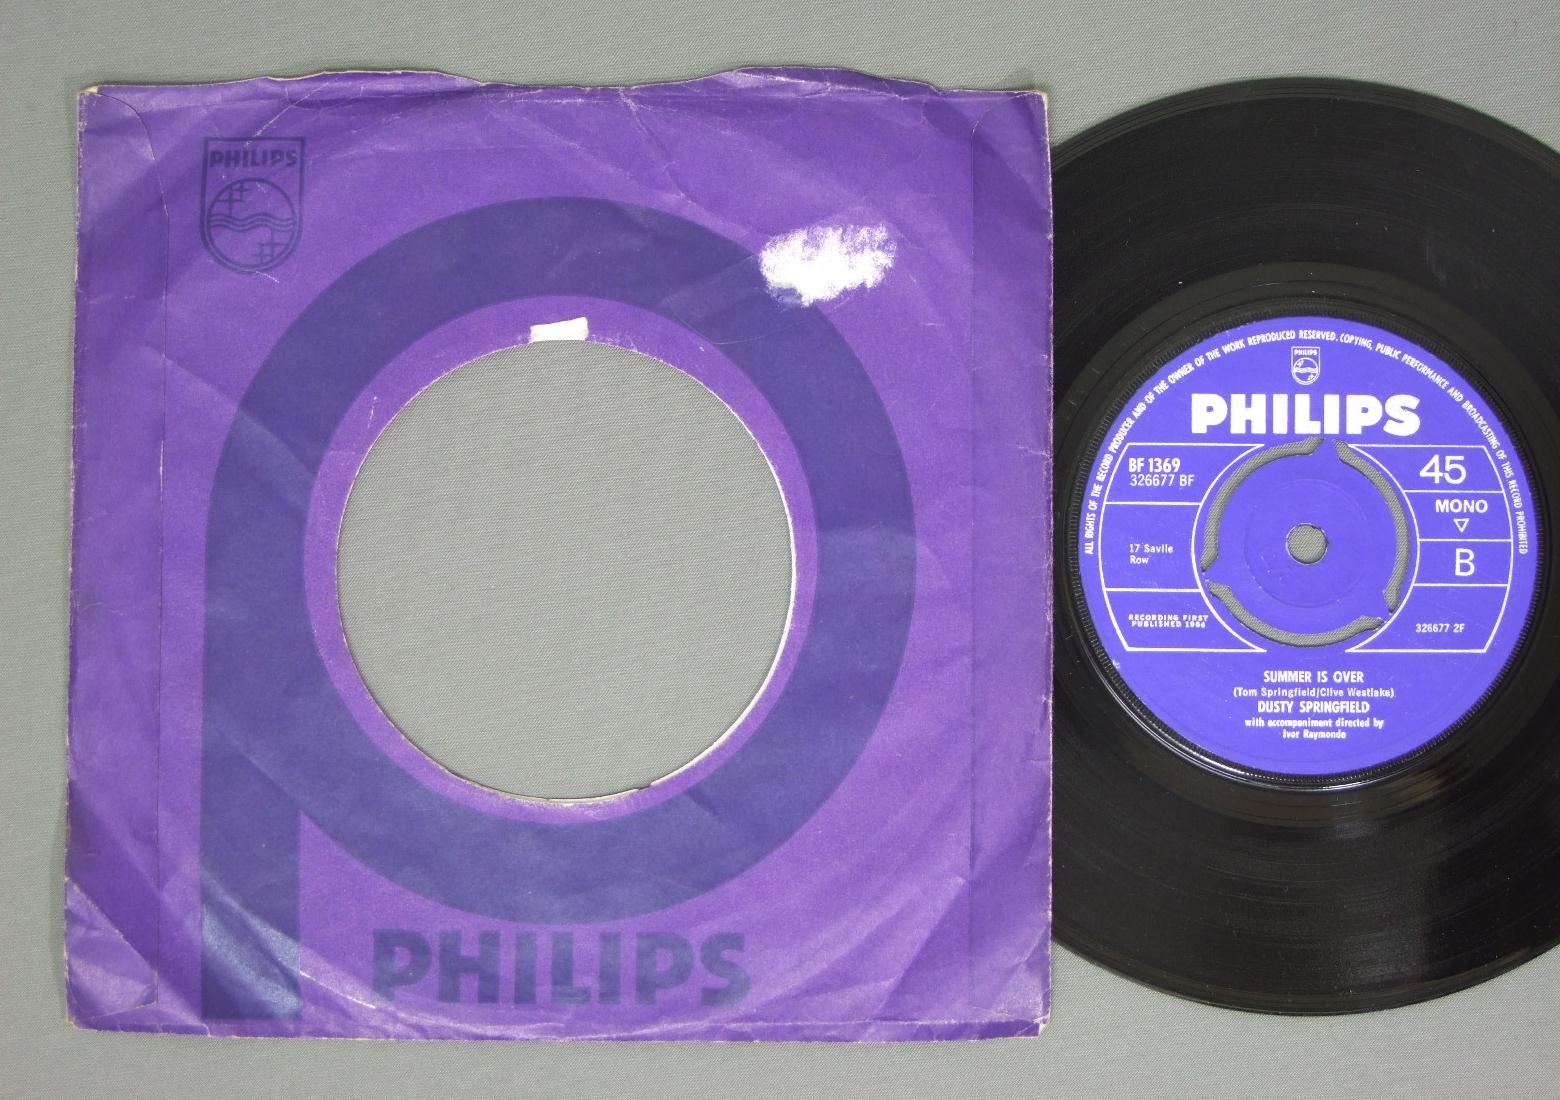 PHILIPS
PHILIPS
ALL RIGHTS OF THE RECORD PRODUCER AND OF THE OWNER OF THE WORK REPRODUCED RESERVED. COPYING, PUBLIC PERFORMANCE AND BROADCASTING OF THIS RECORD PROHIBITED
PHILIPS
PHILIPS
BF 1369
326677 BF
45
MONO
17 Savile
Row
B
RECORDING FIRST
PUBLISHED 1964
326677 2F
SUMMER IS OVER
(Tom Springfield/Clive Westlake)
DUSTY SPRINGFIELD
with accompaniment directed by
Ivor Raymonde